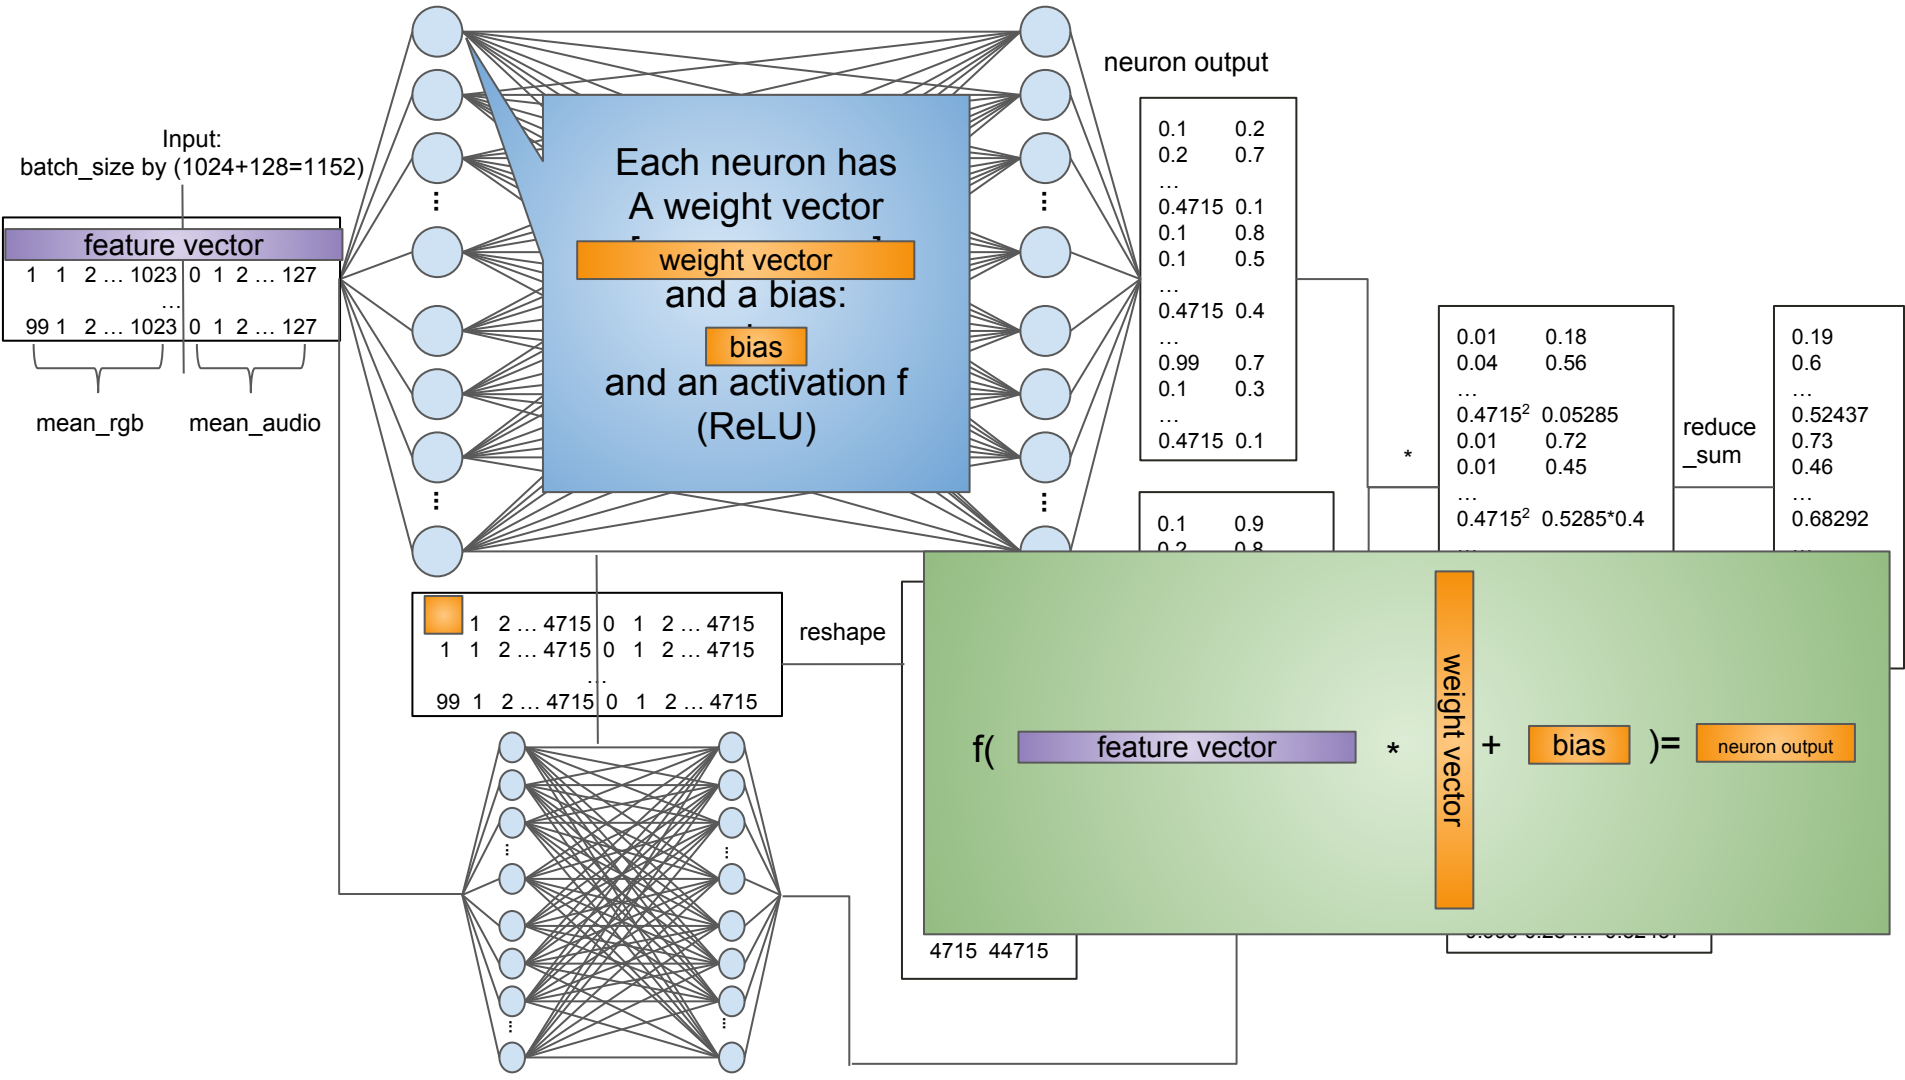 Input:
batch_size by (1024+128=1152)
feature vector
1 1 2 … 1023 0 1 2 … 127
…
99 1 2 … 1023 0 1 2 … 127
mean_rgb
mean_audio
⋮
⋮
Each neuron has
A weight vector
weight vector
and a bias:
bias
and an activation f
(ReLU)
⋮
⋮
neuron output
0.1 0.2
0.2 0.7
…
0.4715 0.1
0.1 0.8
0.1 0.5
…
0.4715 0.4
…
0.99 0.7
0.1 0.3
…
0.4715 0.1
0.1 0.9
0.2 0.8
*
0.01 0.18
0.04 0.56
…
0.4715² 0.05285
0.01 0.72
0.01 0.45
…
0.4715² 0.5285*0.4
…
reduce
_sum
0.19
0.6
…
0.52437
0.73
0.46
…
0.68292
1 2 … 4715 0 1 2 … 4715
1 1 2 … 4715 0 1 2 … 4715
…
99 1 2 … 4715 0 1 2 … 4715
reshape
⋮
⋮
⋮
⋮
f( feature vector * weight vector + bias )= neuron output
4715 44715